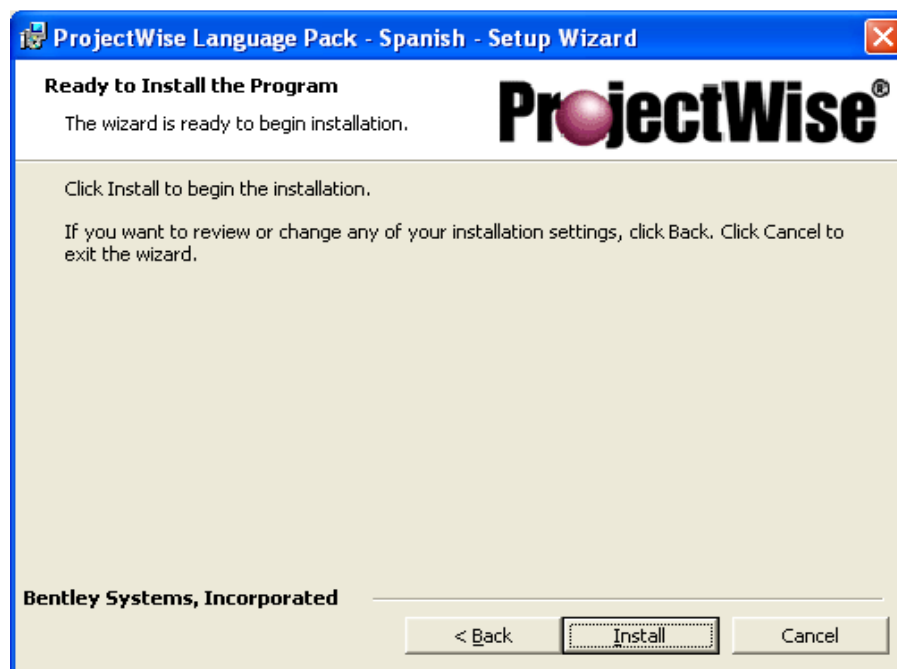 ProjectWise Language Pack - Spanish - Setup Wizard
Ready to Install the Program
The wizard is ready to begin installation.
ProjectWise®
Click Install to begin the installation.
If you want to review or change any of your installation settings, click Back. Click Cancel to
exit the wizard.
Bentley Systems, Incorporated
< Back
Install
Cancel